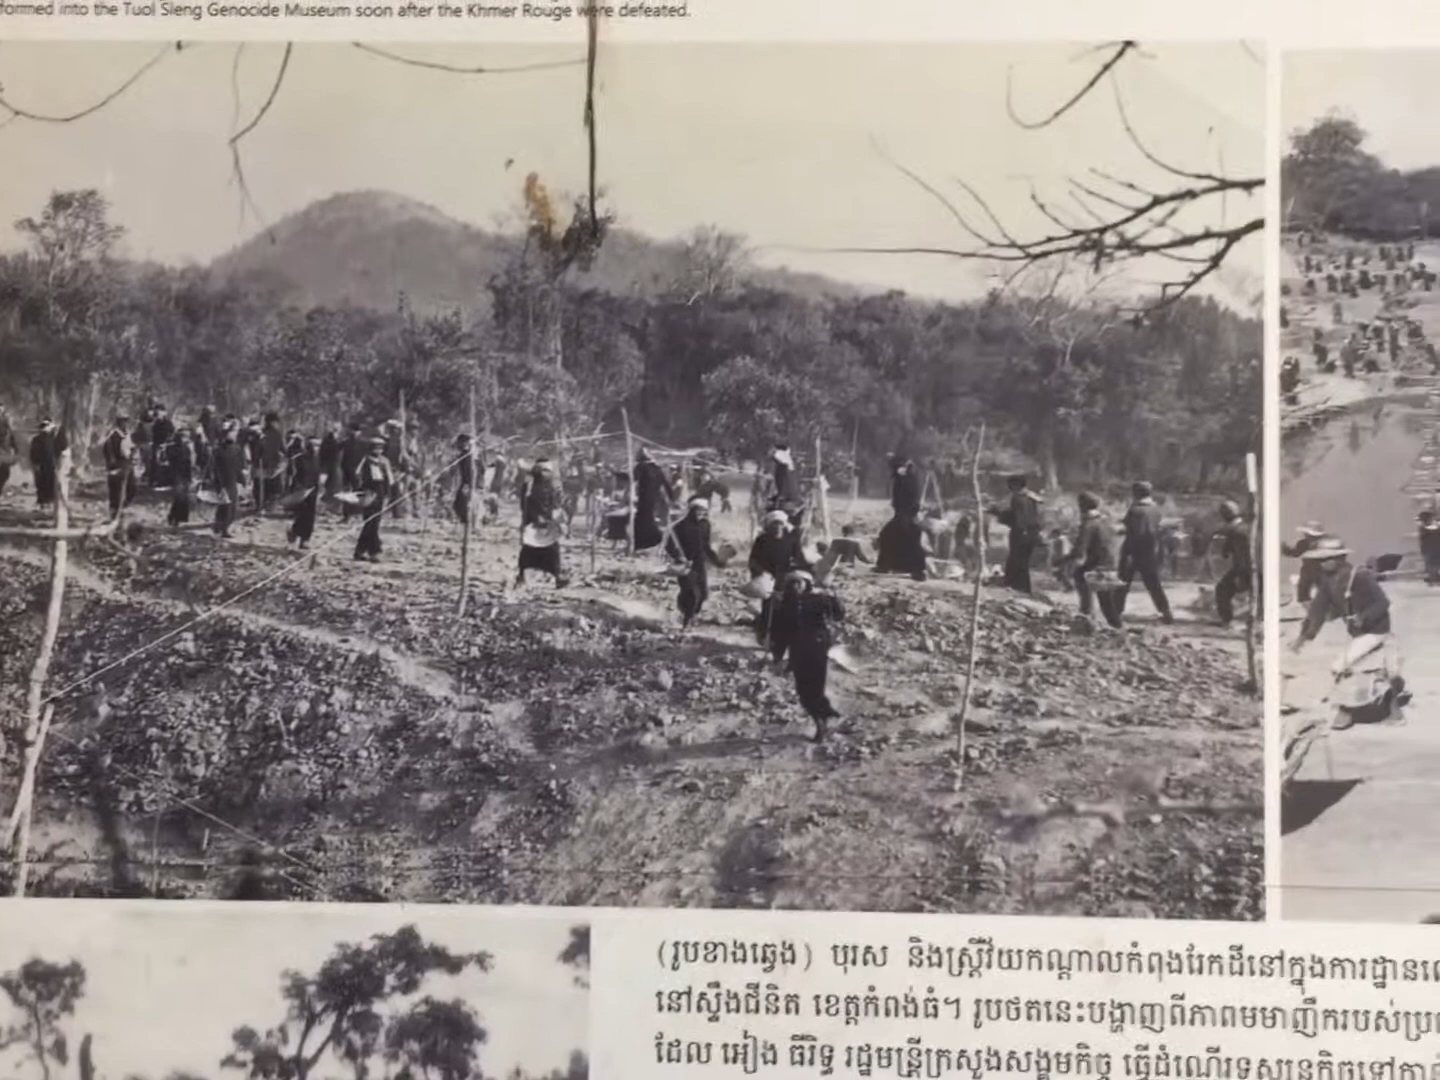 formed into the Tuol Sleng Genocide Museum soon after the Khmer Rouge were defeated.
(រូបខាងឆ្វេង) បុរស និងស្ត្រីវ័យកណ្តាលកំពុងរែកដីនៅក្នុងការដ្ឋាន
នៅស្ទឹងជីនិត ខេត្តកំពង់ធំ។ រូបថតនេះបង្ហាញពីភាពមមាញឹករបស់
ដែល អៀង ធីរិទ្ធ រដ្ឋមន្ត្រីក្រសួងសង្គមកិច្ច ធ្វើដំណើរទស្សនកិច្ចទៅកាន់